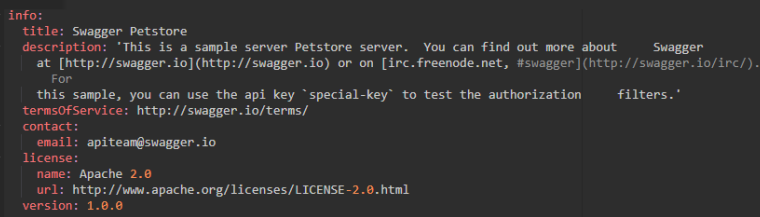 info:
  title: Swagger Petstore
  description: 'This is a sample server Petstore server.  You can find out more about     Swagger
    at [http://swagger.io](http://swagger.io) or on [irc.freenode.net, #swagger](http://swagger.io/irc/).
      For
    this sample, you can use the api key `special-key` to test the authorization     filters.'
  termsOfService: http://swagger.io/terms/
  contact:
    email: apiteam@swagger.io
  license:
    name: Apache 2.0
    url: http://www.apache.org/licenses/LICENSE-2.0.html
  version: 1.0.0